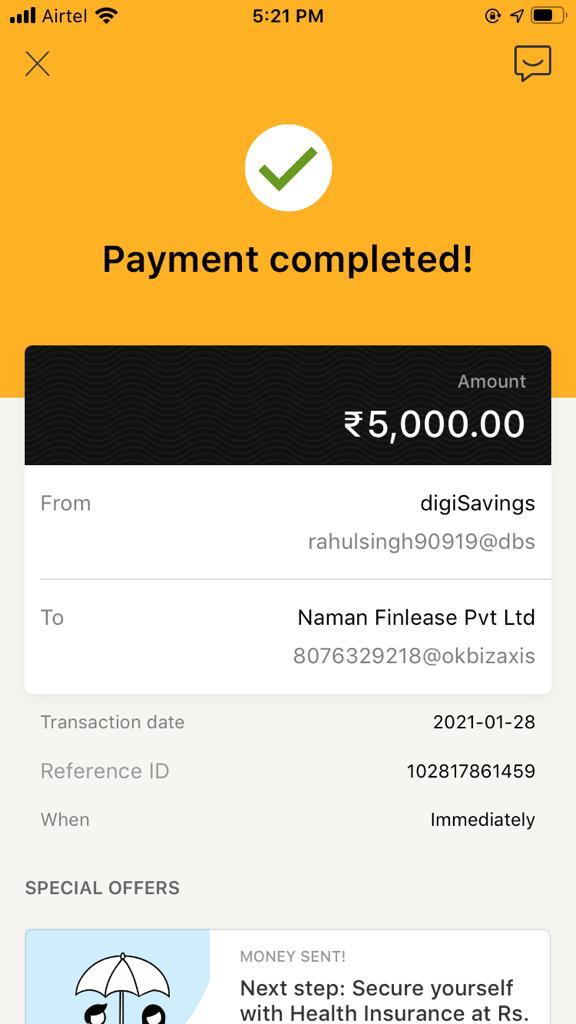 Airtel 5:21 PM
Payment completed!
Amount
₹5,000.00
From digiSavings
rahulsingh90919@dbs
To Naman Finlease Pvt Ltd
8076329218@okbizaxis
Transaction date 2021-01-28
Reference ID 102817861459
When Immediately
SPECIAL OFFERS
MONEY SENT!
Next step: Secure yourself
with Health Insurance at Rs.